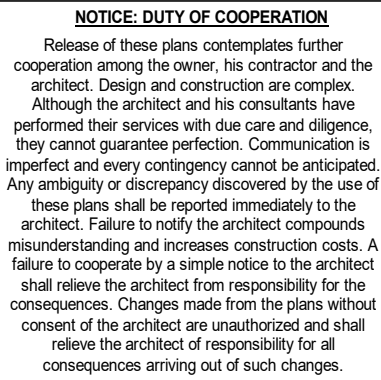 NOTICE: DUTY OF COOPERATION
Release of these plans contemplates further
cooperation among the owner, his contractor and the
architect. Design and construction are complex.
Although the architect and his consultants have
performed their services with due care and diligence,
they cannot guarantee perfection. Communication is
imperfect and every contingency cannot be anticipated.
Any ambiguity or discrepancy discovered by the use of
these plans shall be reported immediately to the
architect. Failure to notify the architect compounds
misunderstanding and increases construction costs. A
failure to cooperate by a simple notice to the architect
shall relieve the architect from responsibility for the
consequences. Changes made from the plans without
consent of the architect are unauthorized and shall
relieve the architect of responsibility for all
consequences arriving out of such changes.